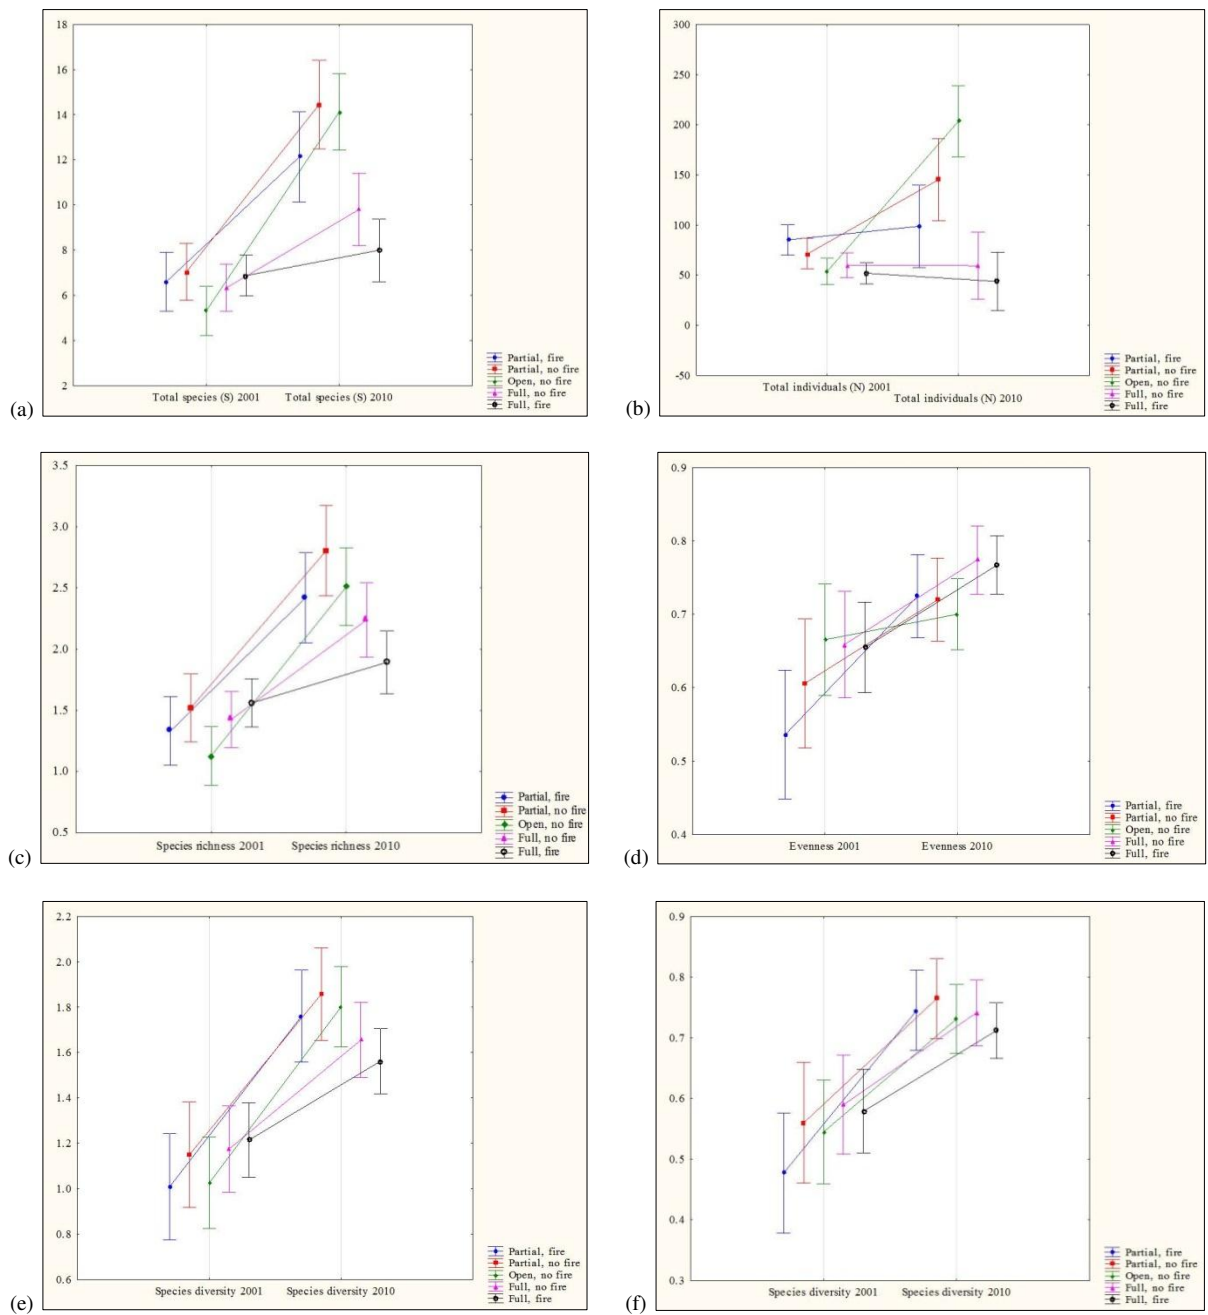 18
16
14
12
10
8
6
4
2
Total species (S) 2001 Total species (S) 2010
Partial, fire
Partial, no fire
Open, no fire
Full, no fire
Full, fire
(a)
300
250
200
150
100
50
0
-50
Total individuals (N) 2001
Total individuals (N) 2010
Partial, fire
Partial, no fire
Open, no fire
Full, no fire
Full, fire
(b)
3.5
3.0
2.5
2.0
1.5
1.0
0.5
Species richness 2001 Species richness 2010
Partial, fire
Partial, no fire
Open, no fire
Full, no fire
Full, fire
(c)
0.9
0.8
0.7
0.6
0.5
0.4
Evenness 2001 Evenness 2010
Partial, fire
Partial, no fire
Open, no fire
Full, no fire
Full, fire
(d)
2.2
2.0
1.8
1.6
1.4
1.2
1.0
0.8
0.6
Species diversity 2001 Species diversity 2010
Partial, fire
Partial, no fire
Open, no fire
Full, no fire
Full, fire
(e)
0.9
0.8
0.7
0.6
0.5
0.4
0.3
Species diversity 2001 Species diversity 2010
Partial, fire
Partial, no fire
Open, no fire
Full, no fire
Full, fire
(f)